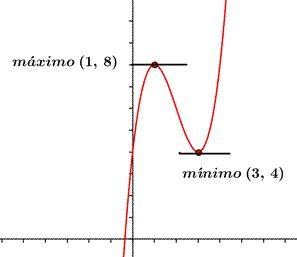 máximo (1, 8)
mínimo (3, 4)